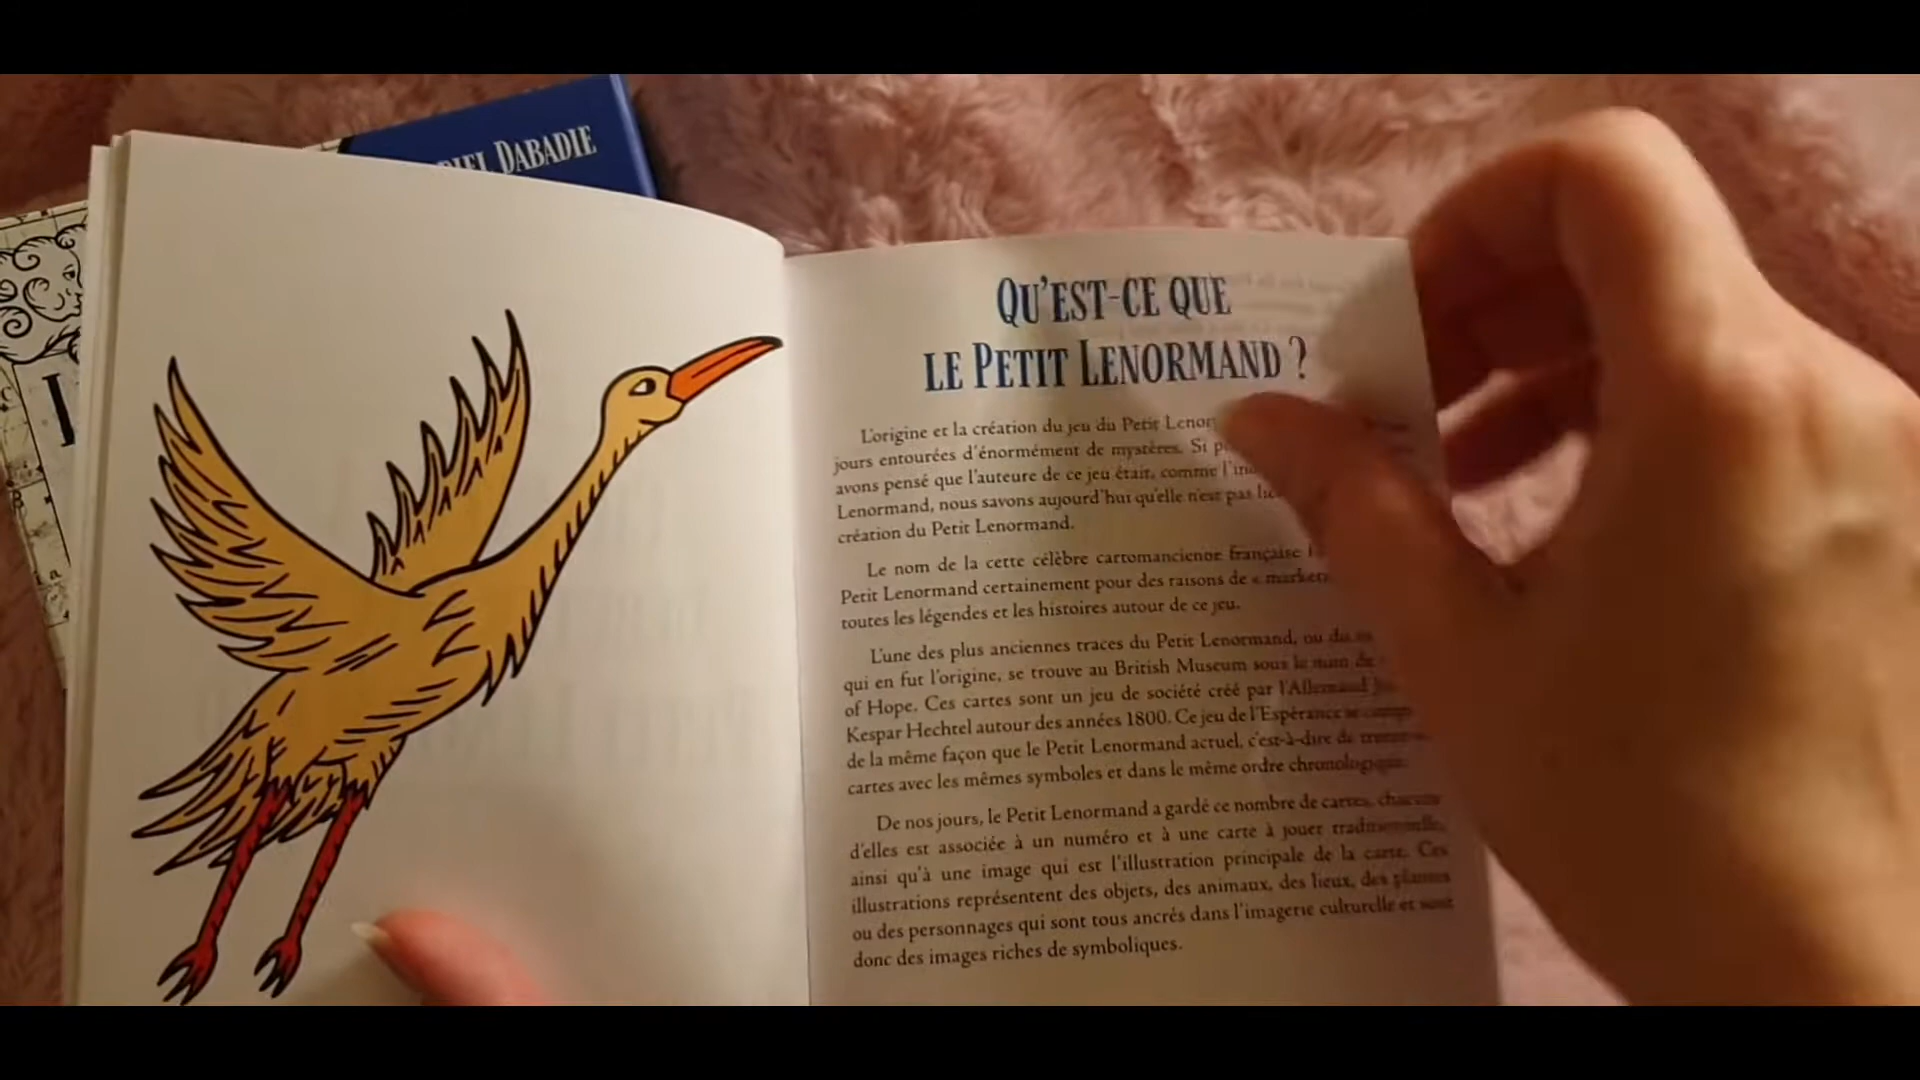 DABADIE
QU'EST-CE QUE
LE PETIT LENORMAND ?
L'origine et la création du jeu du Petit
jours entourées d'énormément de mystères. Si
avons pensé que l'auteure de ce jeu était, comme
Lenormand, nous savons aujourd'hui qu'elle n'est pas
création du Petit Lenormand.
Le nom de la cette célèbre cartomancienne française
Petit Lenormand certainement pour des raisons de «
toutes les légendes et les histoires autour de ce jeu.
L'une des plus anciennes traces du Petit Lenormand, ou du
qui en fut l'origine, se trouve au British Museum sous le nom de
of Hope. Ces cartes sont un jeu de société créé par l'Allemand
Kespar Hechtel autour des années 1800. Ce jeu de l'Espérance se
de la même façon que le Petit Lenormand actuel, c'est-à-dire de
cartes avec les mêmes symboles et dans le même ordre chronologique.
De nos jours, le Petit Lenormand a gardé ce nombre de cartes, chacune
d'elles est associée à un numéro et à une carte à jouer traditionnelle,
ainsi qu'à une image qui est l'illustration principale de la carte. Ces
illustrations représentent des objets, des animaux, des lieux, des plantes
ou des personnages qui sont tous ancrés dans l'imagerie culturelle et sont
donc des images riches de symboliques.